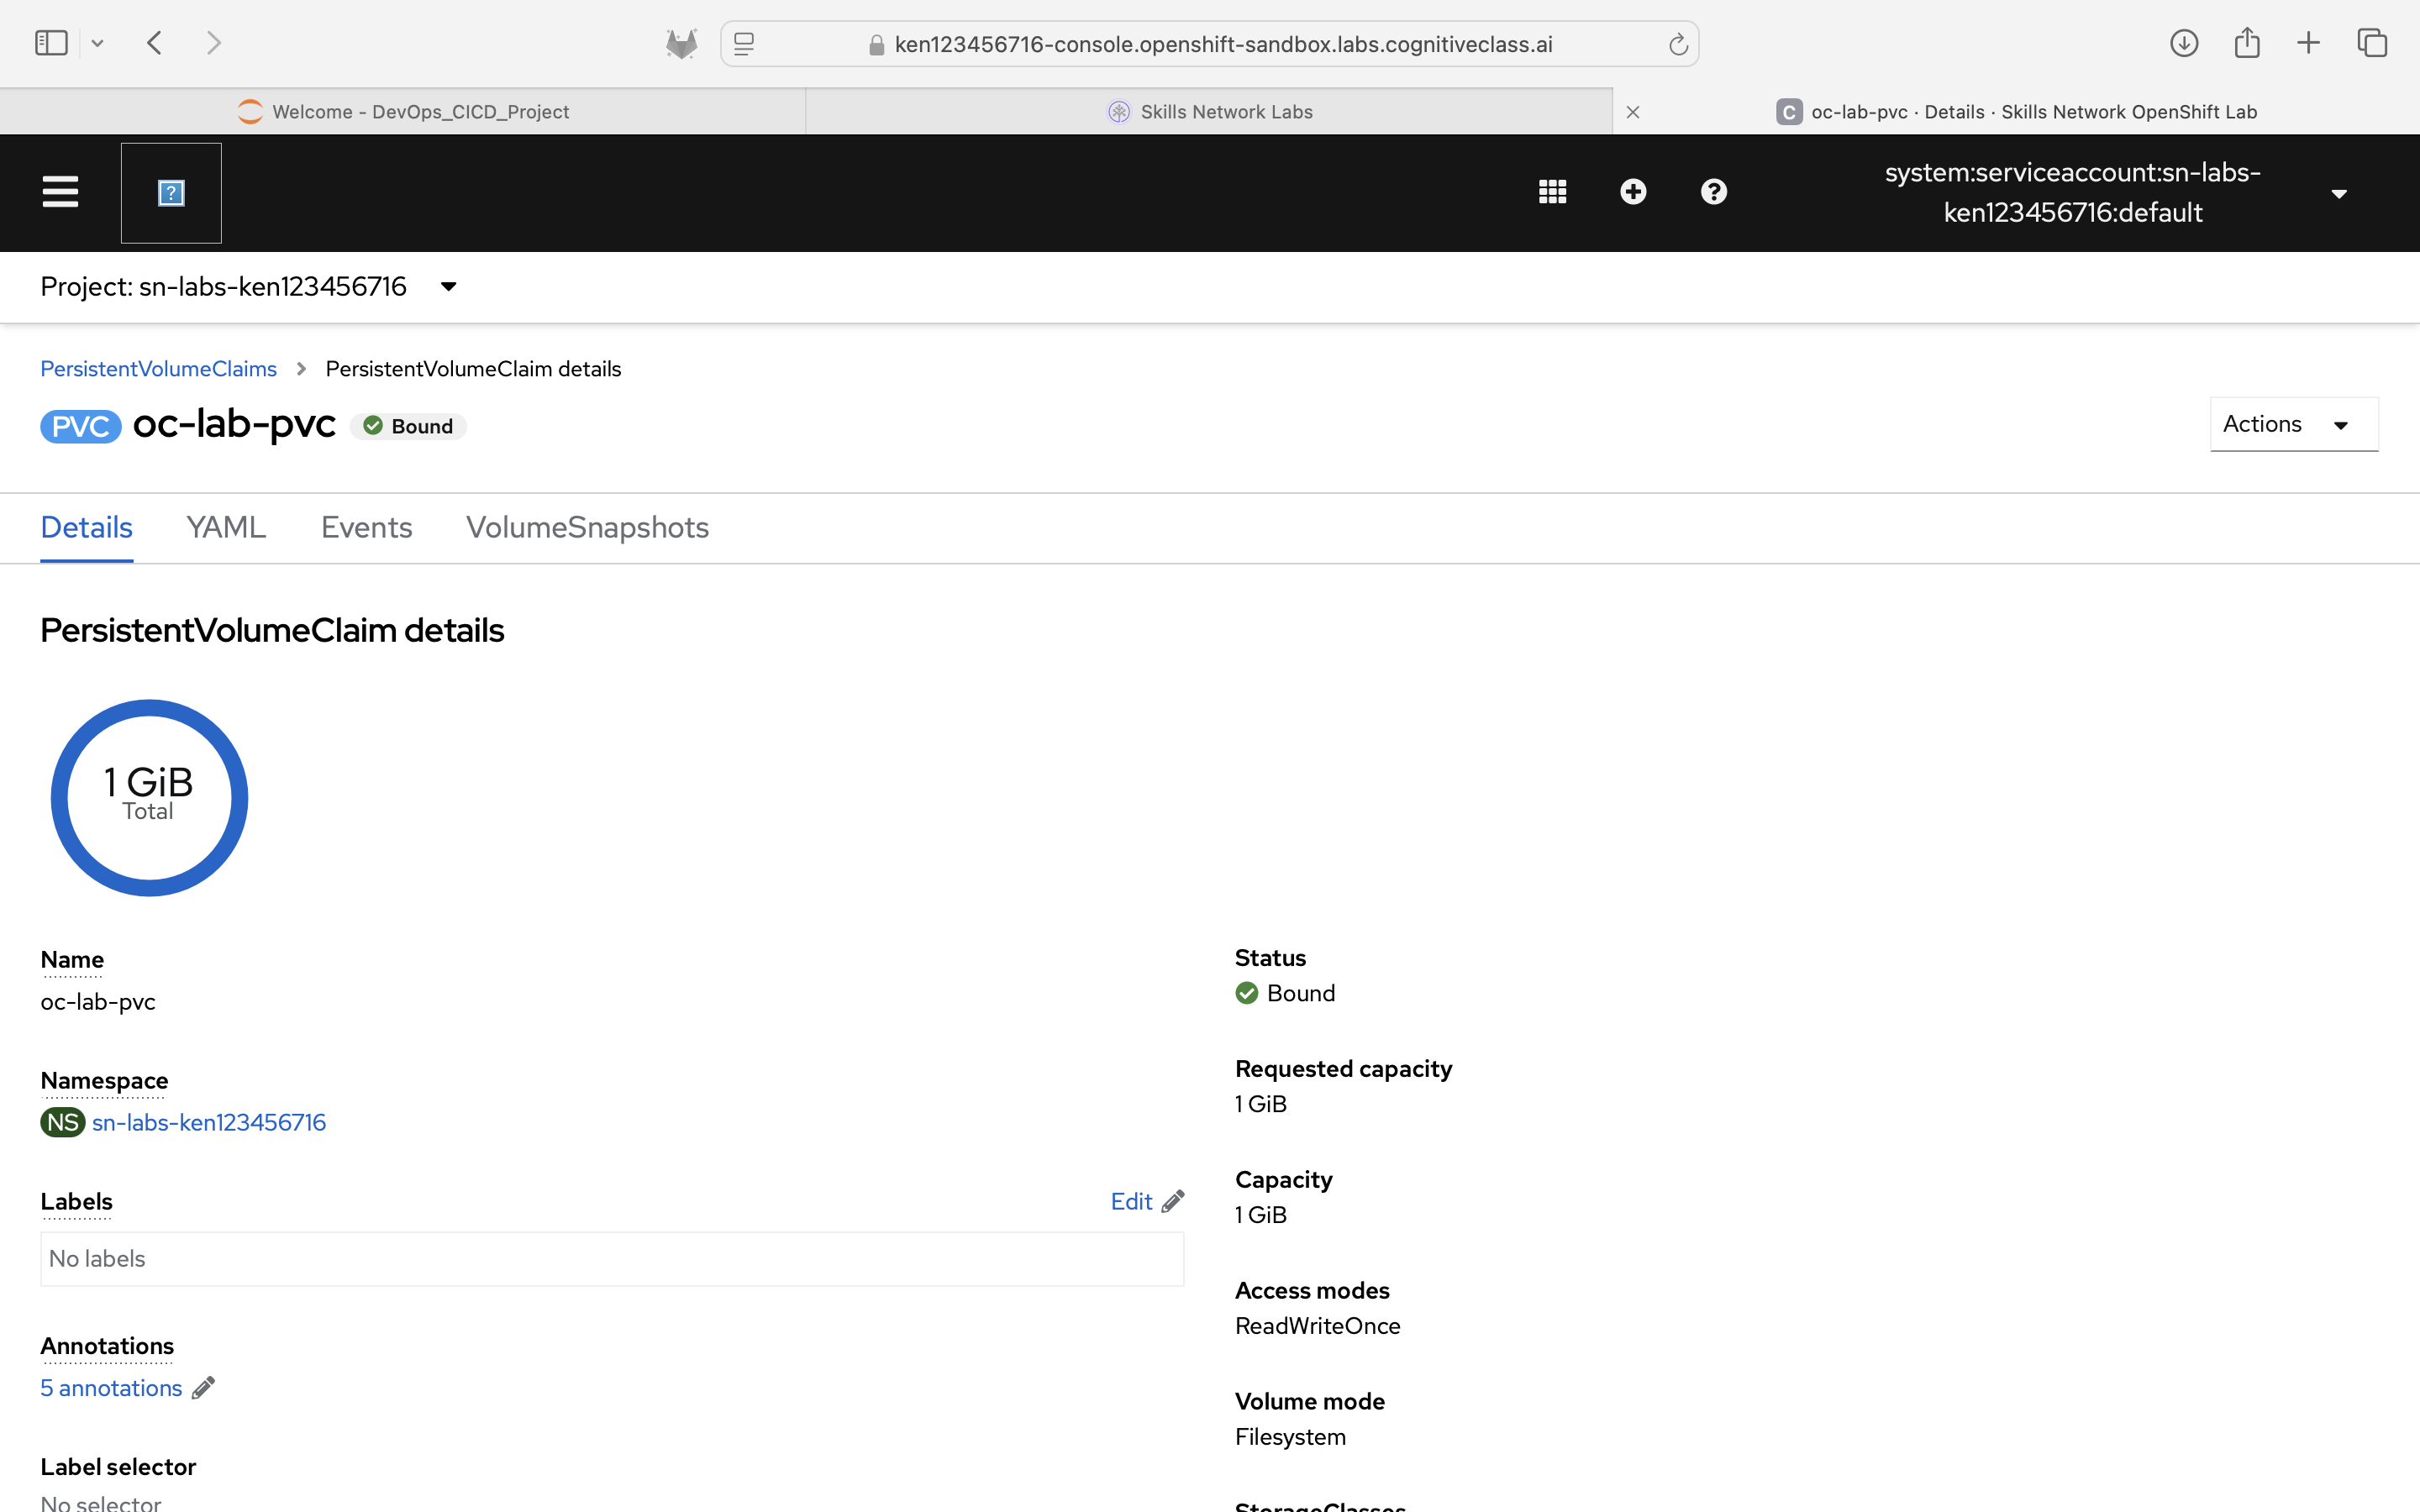 ken123456716-console.openshift-sandbox.labs.cognitiveclass.ai
Welcome - DevOps_CICD_Project
Skills Network Labs
C oc-lab-pvc · Details · Skills Network OpenShift Lab
?
system:serviceaccount:sn-labs-
ken123456716:default
Project: sn-labs-ken123456716
PersistentVolumeClaims > PersistentVolumeClaim details
PVC oc-lab-pvc Bound
Actions
Details YAML Events VolumeSnapshots
PersistentVolumeClaim details
1 GiB
Total
Name
oc-lab-pvc
Namespace
NS sn-labs-ken123456716
Labels Edit
No labels
Annotations
5 annotations
Label selector
No selector
Status
Bound
Requested capacity
1 GiB
Capacity
1 GiB
Access modes
ReadWriteOnce
Volume mode
Filesystem
StorageClasses